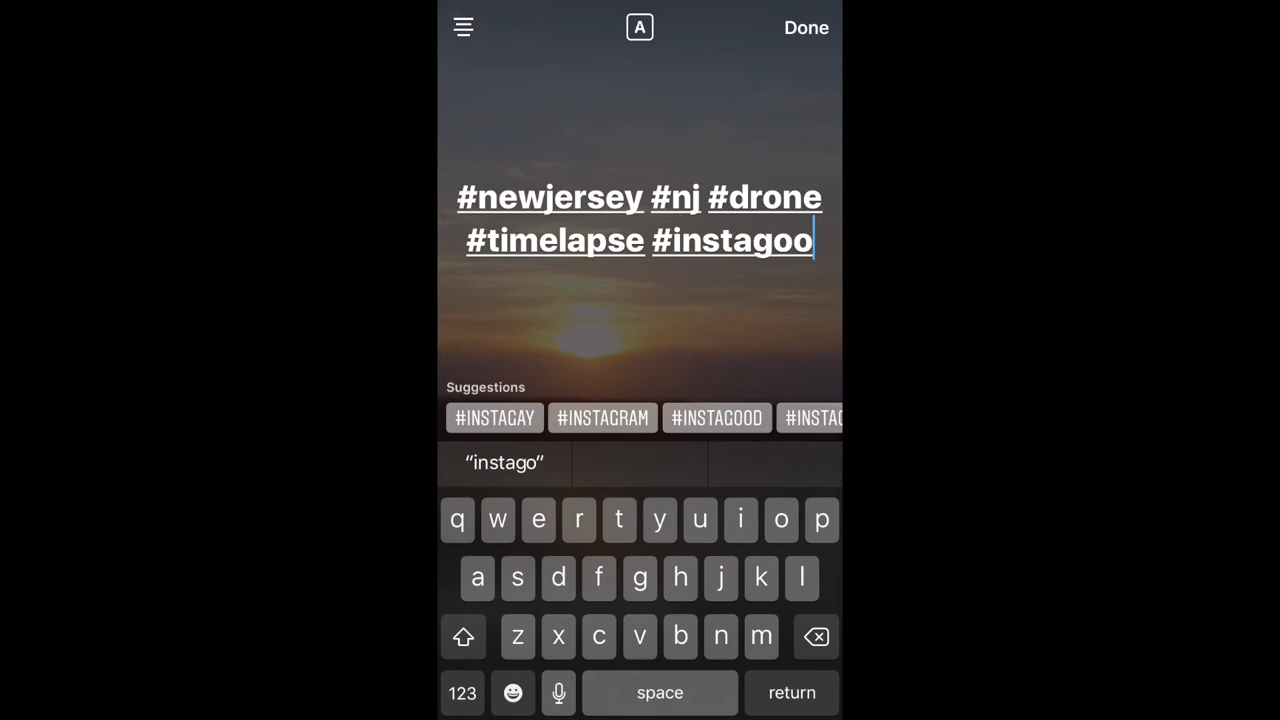 A
Done
#newjersey #nj #drone
#timelapse #instagoo
Suggestions
#INSTAGAY #INSTAGRAM #INSTAGOOD
“instago”
q w e r t y u i o p
a s d f g h j k l
z x c v b n m
123 space return